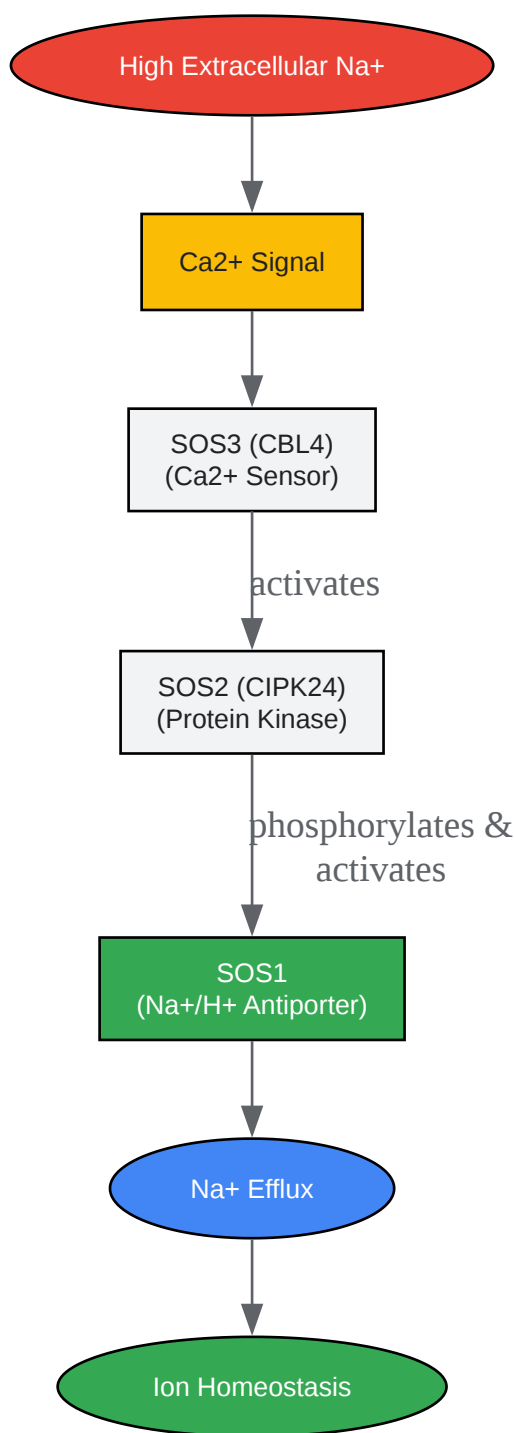 High Extracellular Na+
Ca2+ Signal
SOS3 (CBL4)
(Ca2+ Sensor)
activates
SOS2 (CIPK24)
(Protein Kinase)
phosphorylates &
activates
SOS1
(Na+/H+ Antiporter)
Na+ Efflux
Ion Homeostasis